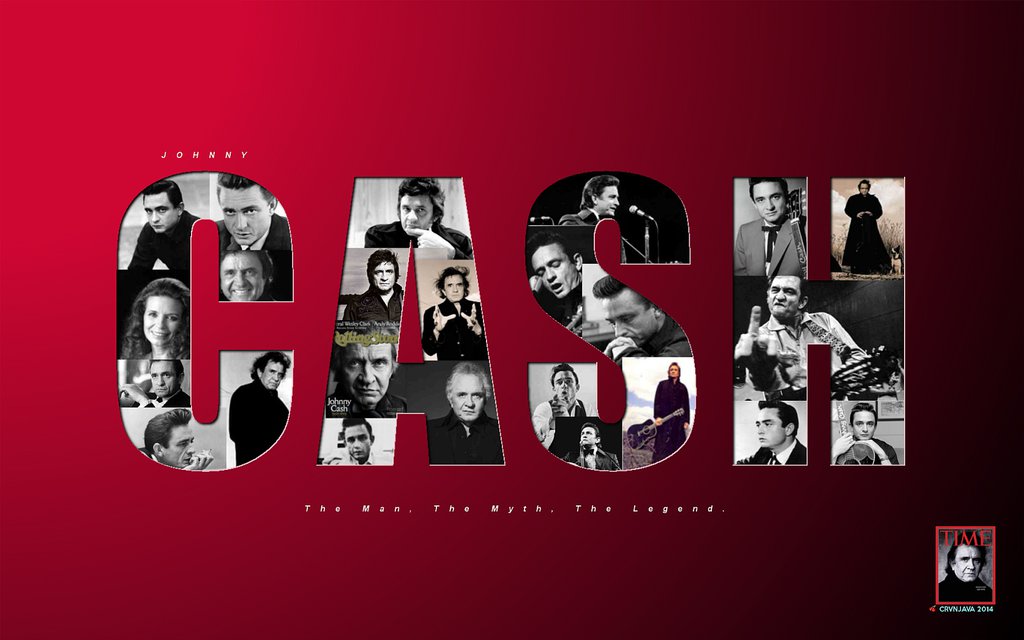 JOHNNY
CASH
Rolling Stone
Johnny
Cash
The Man, The Myth, The Legend.
TIME
CRVNJAVA 2014